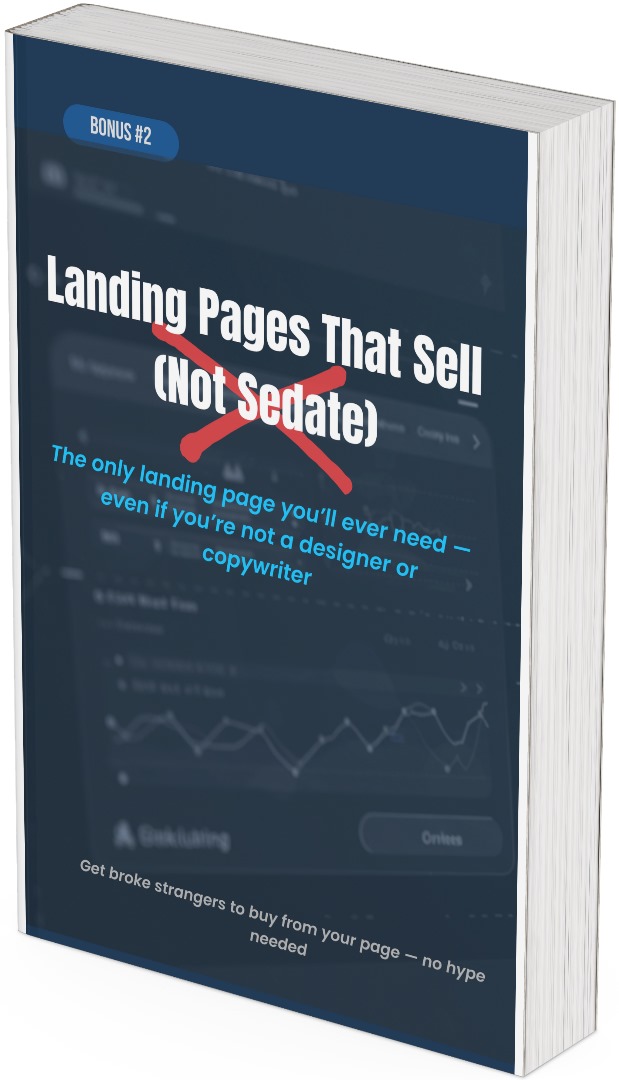 BONUS #2
Landing Pages That Sell
(Not Sedate)
The only landing page you'll ever need —
even if you're not a designer or
copywriter
Get broke strangers to buy from your page — no hype
needed